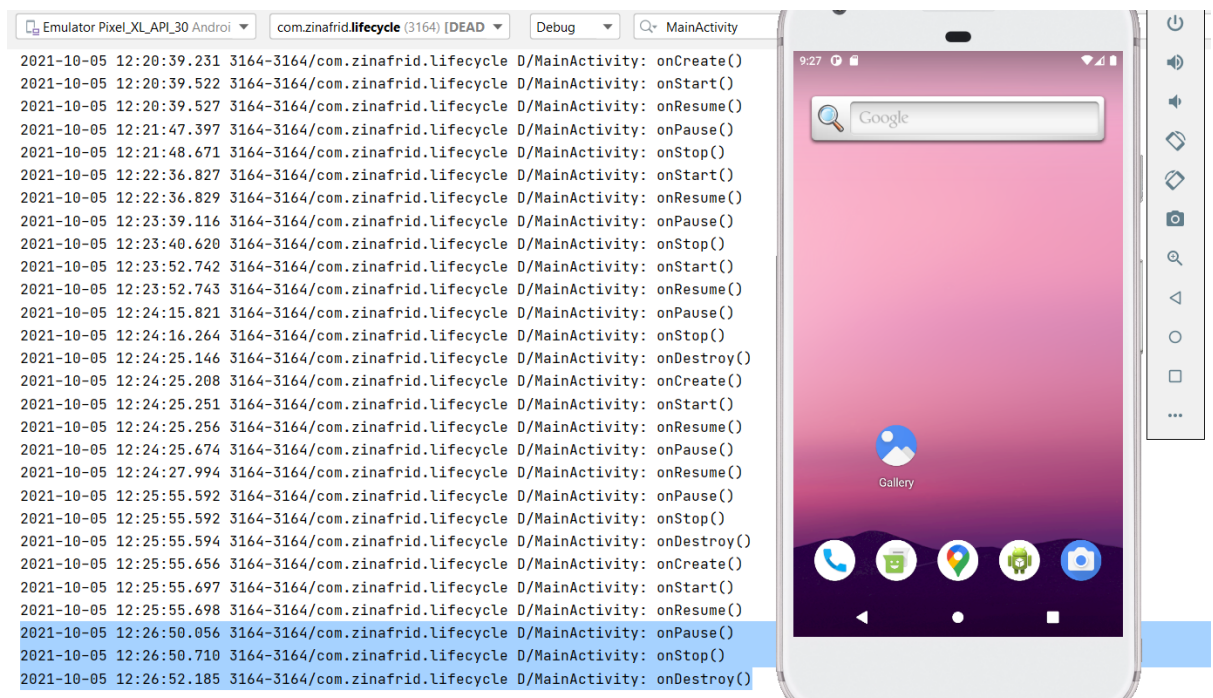 Emulator Pixel_XL_API_30 Androi com.zinafrid.lifecycle (3164) [DEAD Debug MainActivity
2021-10-05 12:20:39.231 3164-3164/com.zinafrid.lifecycle D/MainActivity: onCreate()
2021-10-05 12:20:39.522 3164-3164/com.zinafrid.lifecycle D/MainActivity: onStart()
2021-10-05 12:20:39.527 3164-3164/com.zinafrid.lifecycle D/MainActivity: onResume()
2021-10-05 12:21:47.397 3164-3164/com.zinafrid.lifecycle D/MainActivity: onPause()
2021-10-05 12:21:48.671 3164-3164/com.zinafrid.lifecycle D/MainActivity: onStop()
2021-10-05 12:22:36.827 3164-3164/com.zinafrid.lifecycle D/MainActivity: onStart()
2021-10-05 12:22:36.829 3164-3164/com.zinafrid.lifecycle D/MainActivity: onResume()
2021-10-05 12:23:39.116 3164-3164/com.zinafrid.lifecycle D/MainActivity: onPause()
2021-10-05 12:23:40.620 3164-3164/com.zinafrid.lifecycle D/MainActivity: onStop()
2021-10-05 12:23:52.742 3164-3164/com.zinafrid.lifecycle D/MainActivity: onStart()
2021-10-05 12:23:52.743 3164-3164/com.zinafrid.lifecycle D/MainActivity: onResume()
2021-10-05 12:24:15.821 3164-3164/com.zinafrid.lifecycle D/MainActivity: onPause()
2021-10-05 12:24:16.264 3164-3164/com.zinafrid.lifecycle D/MainActivity: onStop()
2021-10-05 12:24:25.146 3164-3164/com.zinafrid.lifecycle D/MainActivity: onDestroy()
2021-10-05 12:24:25.208 3164-3164/com.zinafrid.lifecycle D/MainActivity: onCreate()
2021-10-05 12:24:25.251 3164-3164/com.zinafrid.lifecycle D/MainActivity: onStart()
2021-10-05 12:24:25.256 3164-3164/com.zinafrid.lifecycle D/MainActivity: onResume()
2021-10-05 12:24:25.674 3164-3164/com.zinafrid.lifecycle D/MainActivity: onPause()
2021-10-05 12:24:27.994 3164-3164/com.zinafrid.lifecycle D/MainActivity: onResume()
2021-10-05 12:25:55.592 3164-3164/com.zinafrid.lifecycle D/MainActivity: onPause()
2021-10-05 12:25:55.592 3164-3164/com.zinafrid.lifecycle D/MainActivity: onStop()
2021-10-05 12:25:55.594 3164-3164/com.zinafrid.lifecycle D/MainActivity: onDestroy()
2021-10-05 12:25:55.656 3164-3164/com.zinafrid.lifecycle D/MainActivity: onCreate()
2021-10-05 12:25:55.697 3164-3164/com.zinafrid.lifecycle D/MainActivity: onStart()
2021-10-05 12:25:55.698 3164-3164/com.zinafrid.lifecycle D/MainActivity: onResume()
2021-10-05 12:26:50.056 3164-3164/com.zinafrid.lifecycle D/MainActivity: onPause()
2021-10-05 12:26:50.710 3164-3164/com.zinafrid.lifecycle D/MainActivity: onStop()
2021-10-05 12:26:52.185 3164-3164/com.zinafrid.lifecycle D/MainActivity: onDestroy()
9:27
Google
Gallery